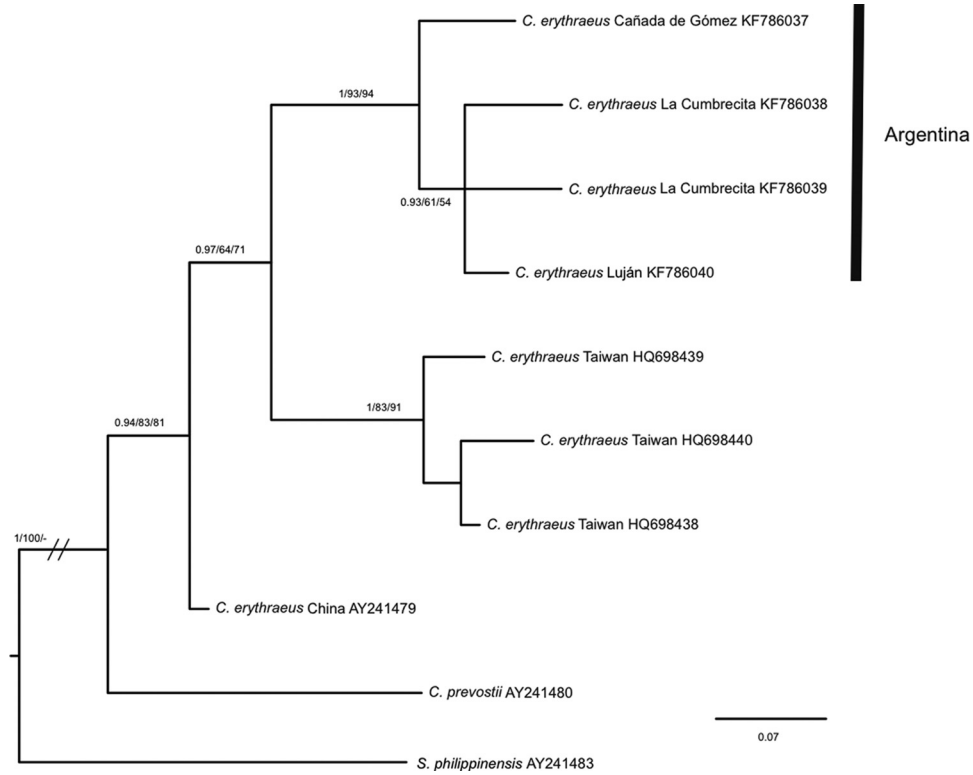 C. erythraeus Cañada de Gómez KF786037
1/93/94
C. erythraeus La Cumbrecita KF786038
Argentina
C. erythraeus La Cumbrecita KF786039
0.93/61/54
0.97/64/71
C. erythraeus Luján KF786040
C. erythraeus Taiwan HQ698439
1/83/91
0.94/83/81
C. erythraeus Taiwan HQ698440
C. erythraeus Taiwan HQ698438
1/100/-
C. erythraeus China AY241479
C. prevostii AY241480
0.07
S. philippinensis AY241483